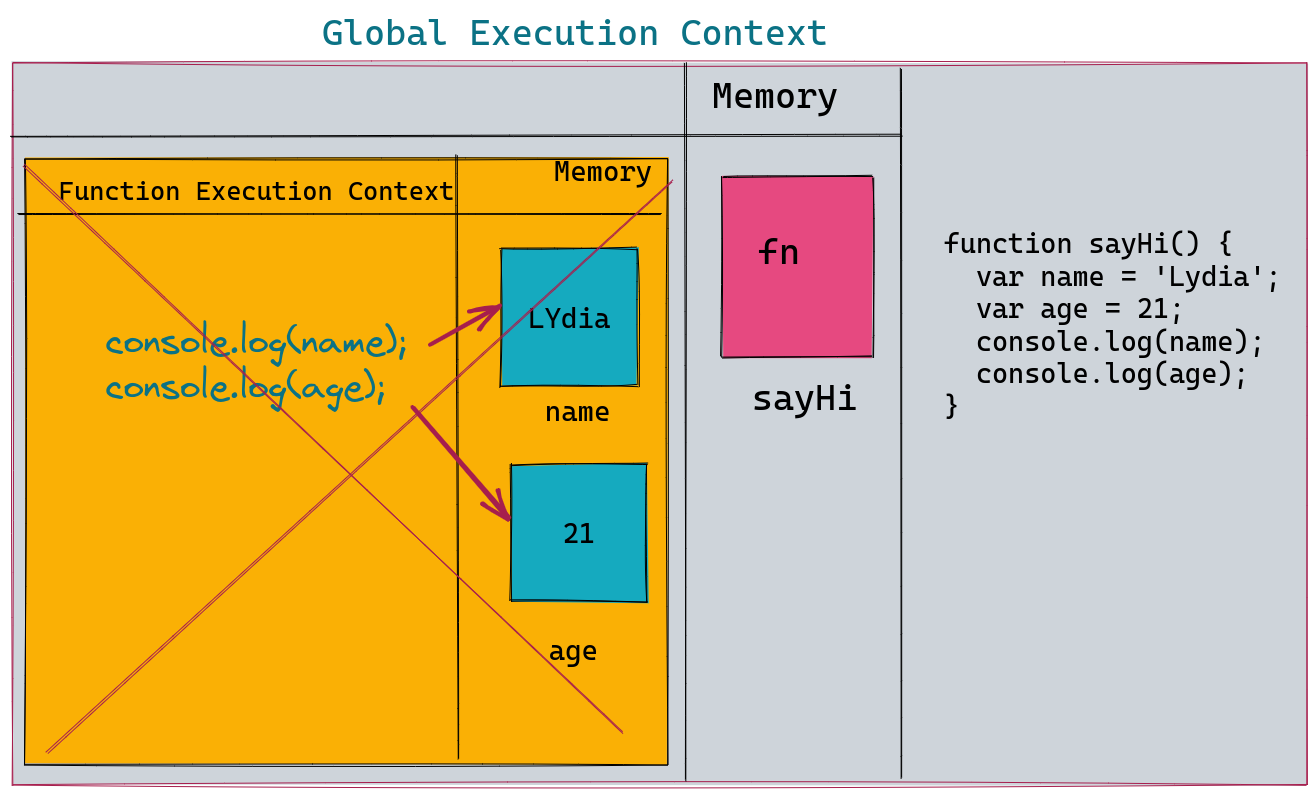 Global Execution Context
Memory
Function Execution Context
Memory
console.log(name);
console.log(age);
LYdia
name
21
age
fn
sayHi
function sayHi() {
  var name = 'Lydia';
  var age = 21;
  console.log(name);
  console.log(age);
}